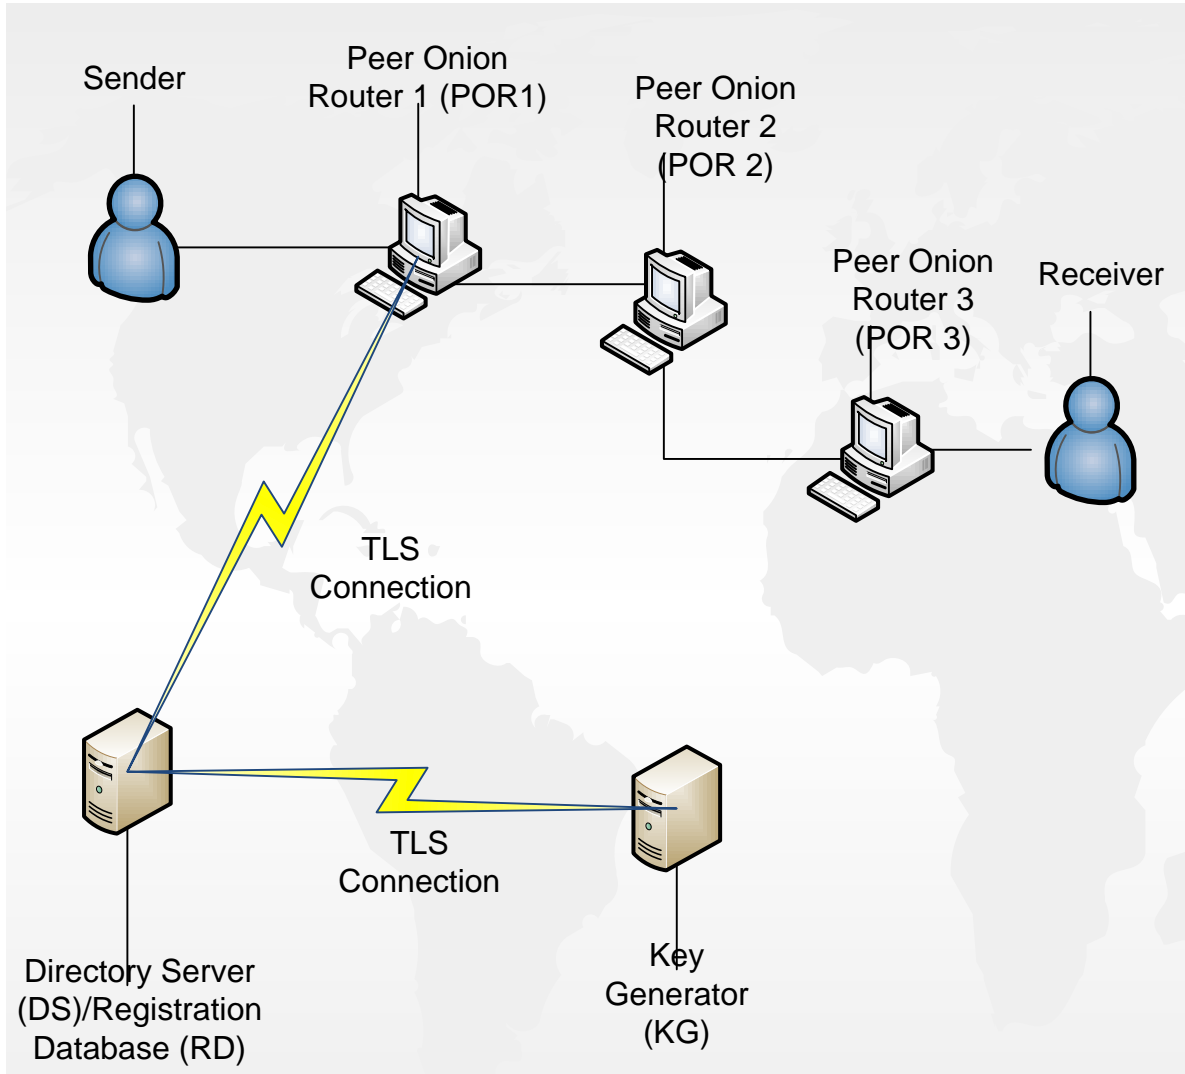 Sender
Peer Onion
Router 1 (POR1)
Peer Onion
Router 2
(POR 2)
Peer Onion
Router 3
(POR 3)
Receiver
TLS
Connection
TLS
Connection
Directory Server
(DS)/Registration
Database (RD)
Key
Generator
(KG)